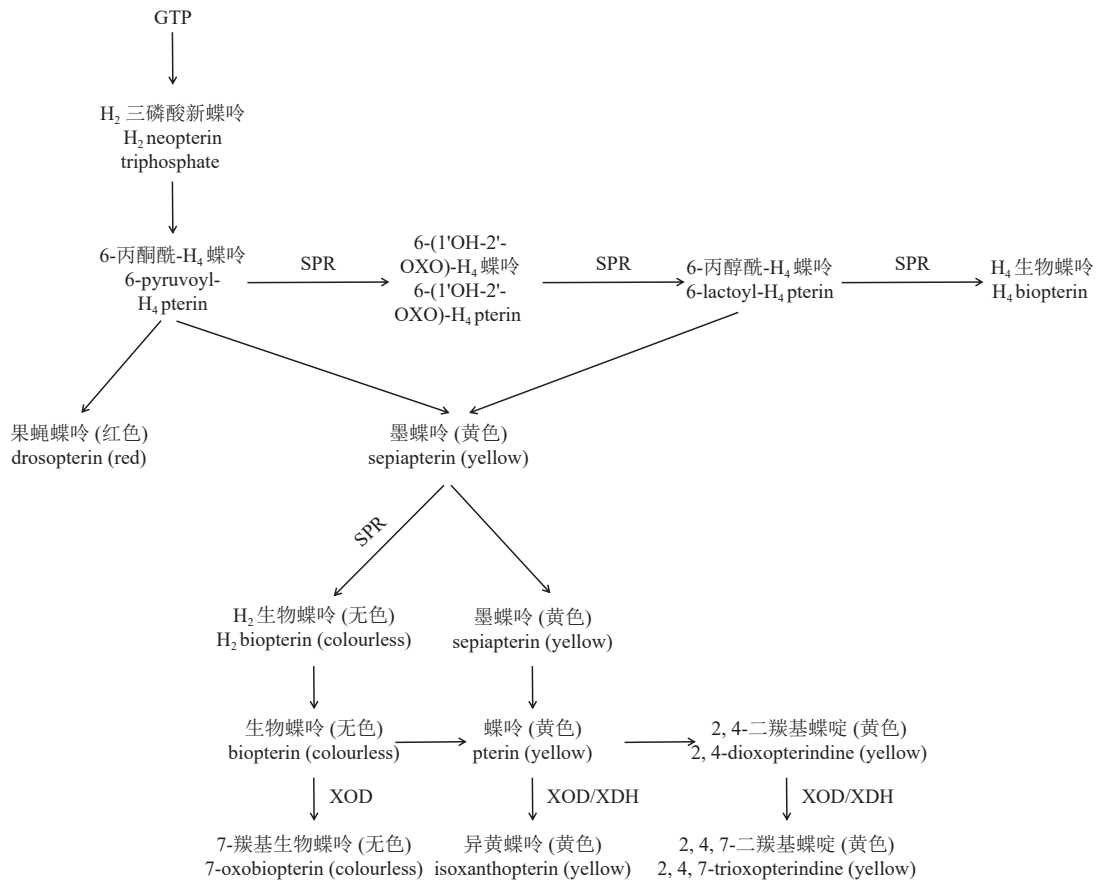 GTP
H₂ 三磷酸新蝶呤
H₂ neopterin
triphosphate
6-丙酮酰-H₄ 蝶呤
6-pyruvoyl-
H₄ pterin
SPR
6-(1'OH-2'-
OXO)-H₄ 蝶呤
6-(1'OH-2'-
OXO)-H₄ pterin
SPR
6-丙醇酰-H₄ 蝶呤
6-lactoyl-H₄ pterin
SPR
H₄ 生物蝶呤
H₄ biopterin
果蝇蝶呤 (红色)
drosopterin (red)
墨蝶呤 (黄色)
sepiapterin (yellow)
SPR
H₂ 生物蝶呤 (无色)
H₂ biopterin (colourless)
墨蝶呤 (黄色)
sepiapterin (yellow)
生物蝶呤 (无色)
biopterin (colourless)
蝶呤 (黄色)
pterin (yellow)
2, 4-二羰基蝶啶 (黄色)
2, 4-dioxopterindine (yellow)
XOD
XOD/XDH
XOD/XDH
7-羰基生物蝶呤 (无色)
7-oxobiopterin (colourless)
异黄蝶呤 (黄色)
isoxanthopterin (yellow)
2, 4, 7-二羰基蝶啶 (黄色)
2, 4, 7-trioxopterindine (yellow)